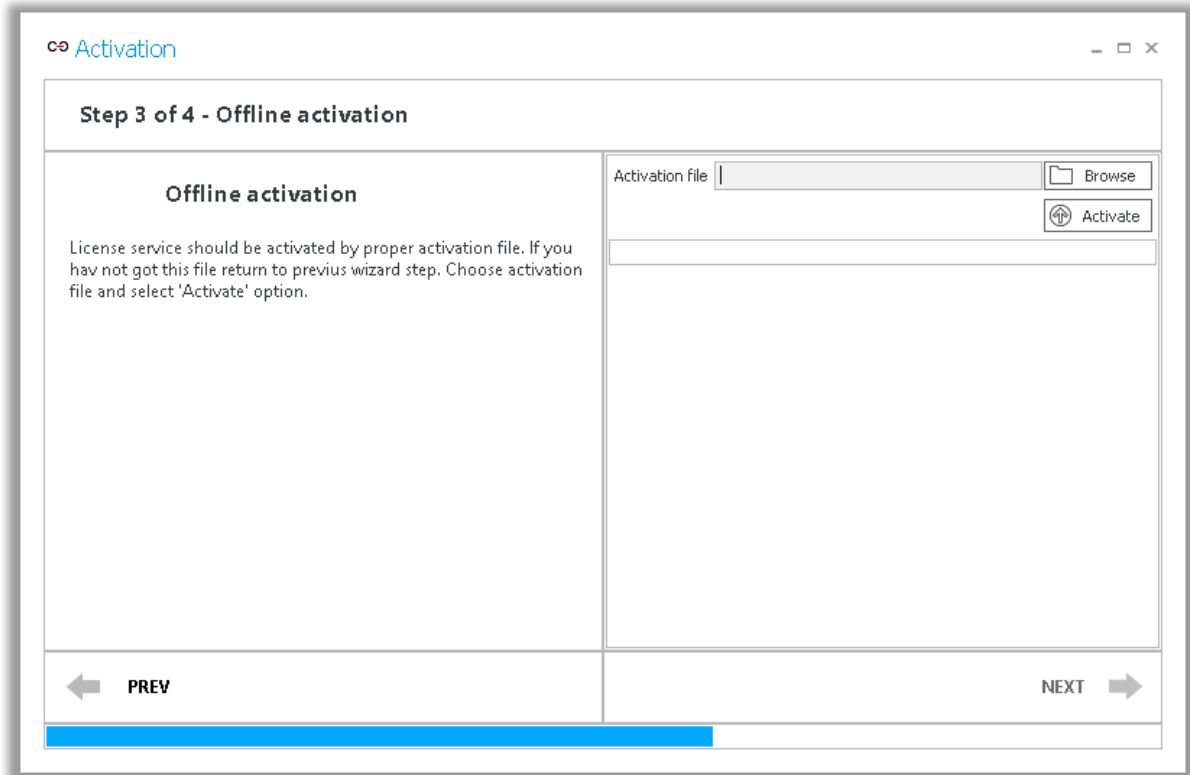 Activation
Step 3 of 4 - Offline activation
Offline activation
License service should be activated by proper activation file. If you
hav not got this file return to previus wizard step. Choose activation
file and select 'Activate' option.
Activation file
Browse
Activate
PREV
NEXT